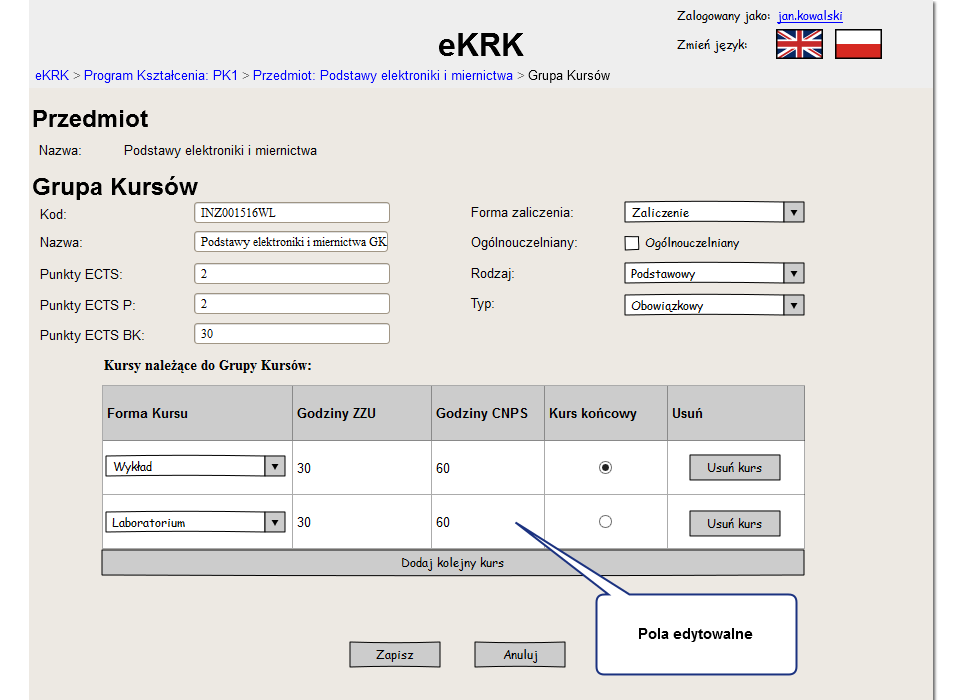 Zalogowany jako: jan.kowalski
eKRK
Zmień język:
eKRK > Program Kształcenia: PK1 > Przedmiot: Podstawy elektroniki i miernictwa > Grupa Kursów
Przedmiot
Nazwa: Podstawy elektroniki i miernictwa
Grupa Kursów
Kod: INZ001516WL Forma zaliczenia: Zaliczenie
Nazwa: Podstawy elektroniki i miernictwa GK Ogólnouczelniany: Ogólnouczelniany
Punkty ECTS: 2 Rodzaj: Podstawowy
Punkty ECTS P: 2 Typ: Obowiązkowy
Punkty ECTS BK: 30
Kursy należące do Grupy Kursów:
Forma Kursu Godziny ZZU Godziny CNPS Kurs końcowy Usuń
Wykład 30 60 Usuń kurs
Laboratorium 30 60 Usuń kurs
Dodaj kolejny kurs
Pola edytowalne
Zapisz Anuluj